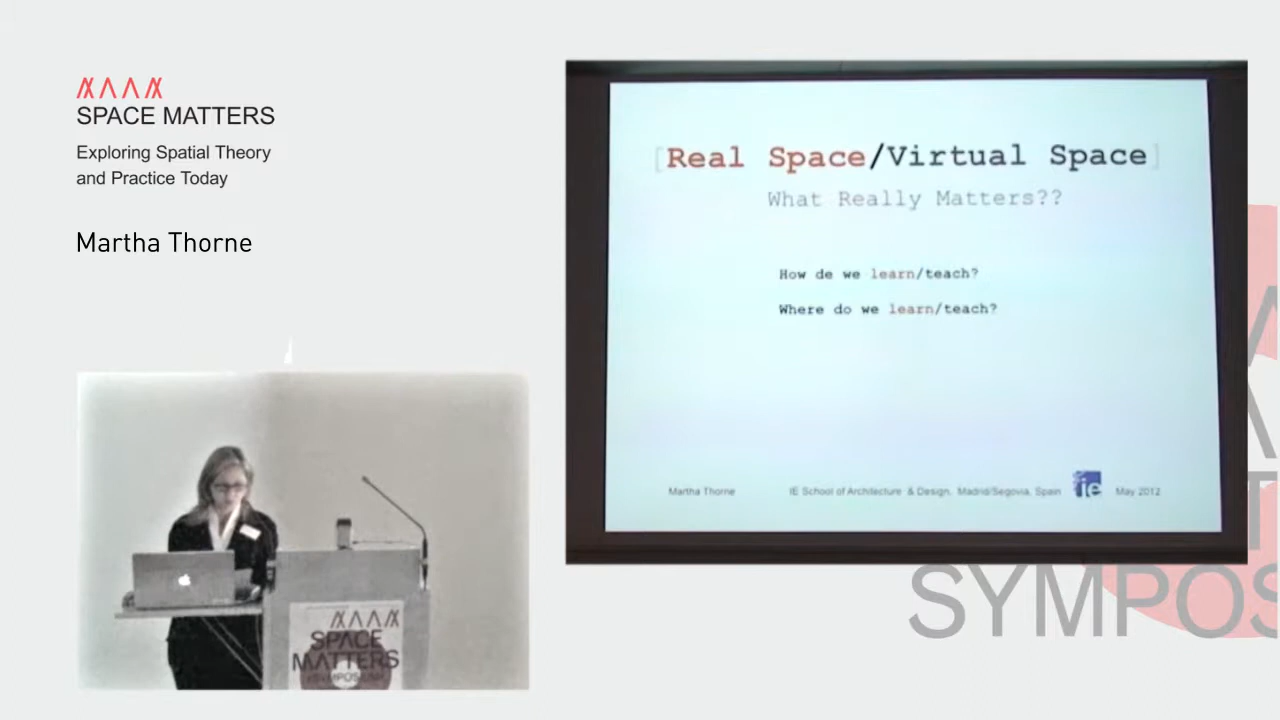 SPACE MATTERS
Exploring Spatial Theory
and Practice Today
Martha Thorne
[Real Space/Virtual Space]
What Really Matters??
How de we learn/teach?
Where do we learn/teach?
Martha Thorne IE School of Architecture & Design, Madrid/Segovia, Spain ie May 2012
SPACE
MATTERS
SYMPOS